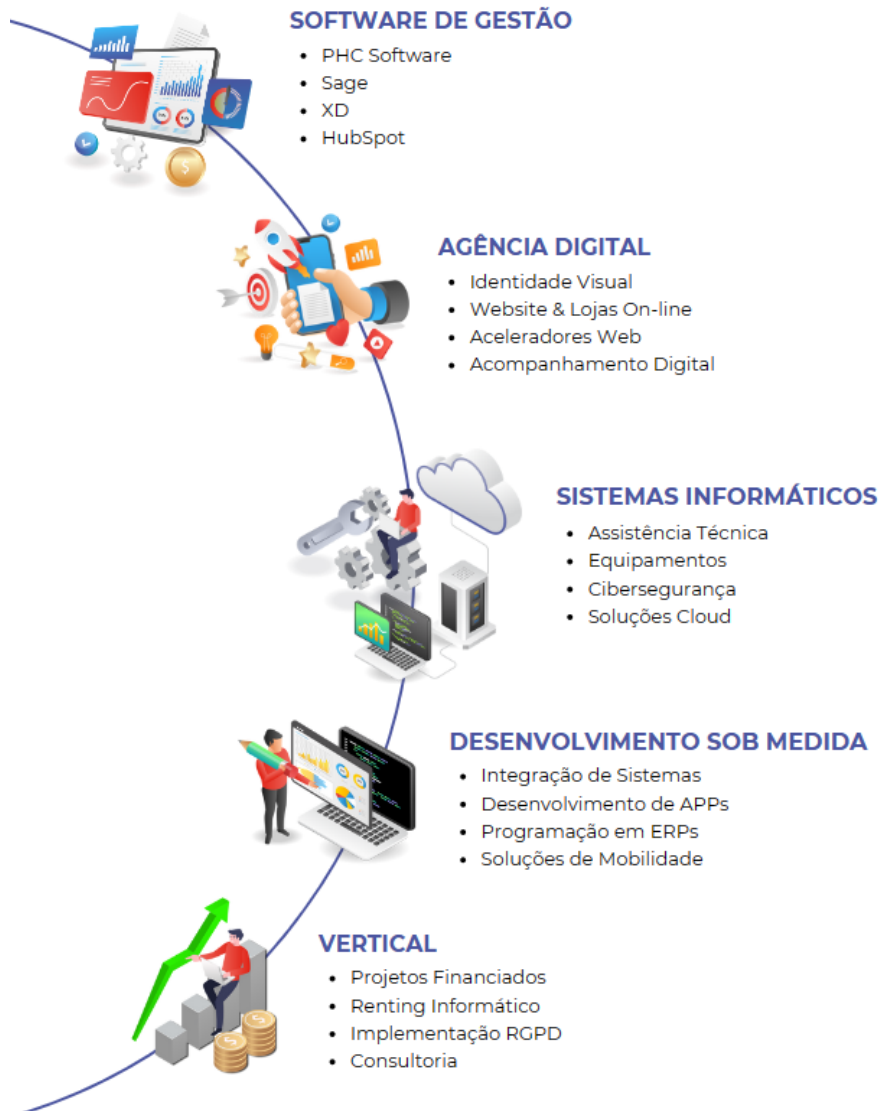 SOFTWARE DE GESTÃO
• PHC Software
• Sage
• XD
• HubSpot
AGÊNCIA DIGITAL
• Identidade Visual
• Website & Lojas On-line
• Aceleradores Web
• Acompanhamento Digital
SISTEMAS INFORMÁTICOS
• Assistência Técnica
• Equipamentos
• Cibersegurança
• Soluções Cloud
DESENVOLVIMENTO SOB MEDIDA
• Integração de Sistemas
• Desenvolvimento de APPs
• Programação em ERPs
• Soluções de Mobilidade
VERTICAL
• Projetos Financiados
• Renting Informático
• Implementação RGPD
• Consultoria